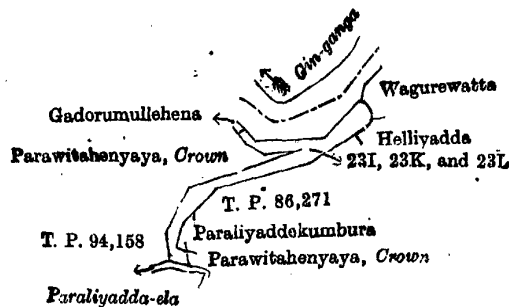 Gin-ganga
Wagurewatta
Gadorumullehena
Helliyadda
Parawitahenyaya, Crown
23I, 23K, and 23L
T. P. 86,271
Paraliyaddekumbura
T. P. 94,158
Parawitahenyaya, Crown
Paraliyadda-ela